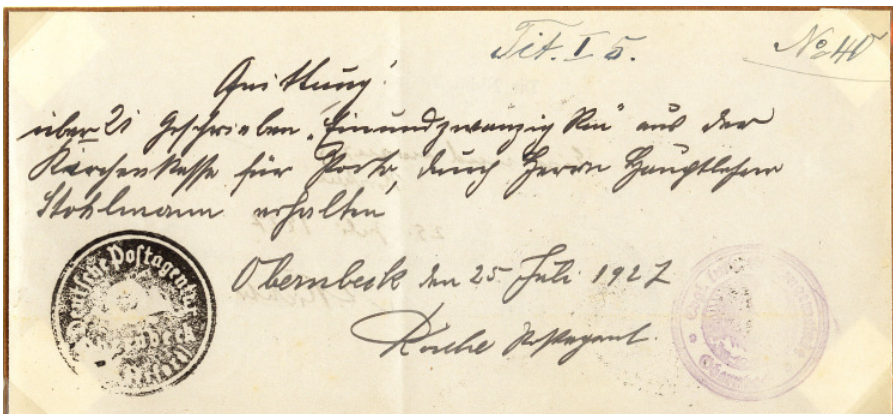 Tit. I 5.
No 40
Quittung!
über 21 geschrieben „Einundzwanzig Rm“ aus der
Kirchenkasse für Porto, durch Herrn Hauptlehrer
Stohlmann erhalten
Obernbeck den 25. Juli 1927
Postagent.
Deutsche Postagentur
Obernbeck